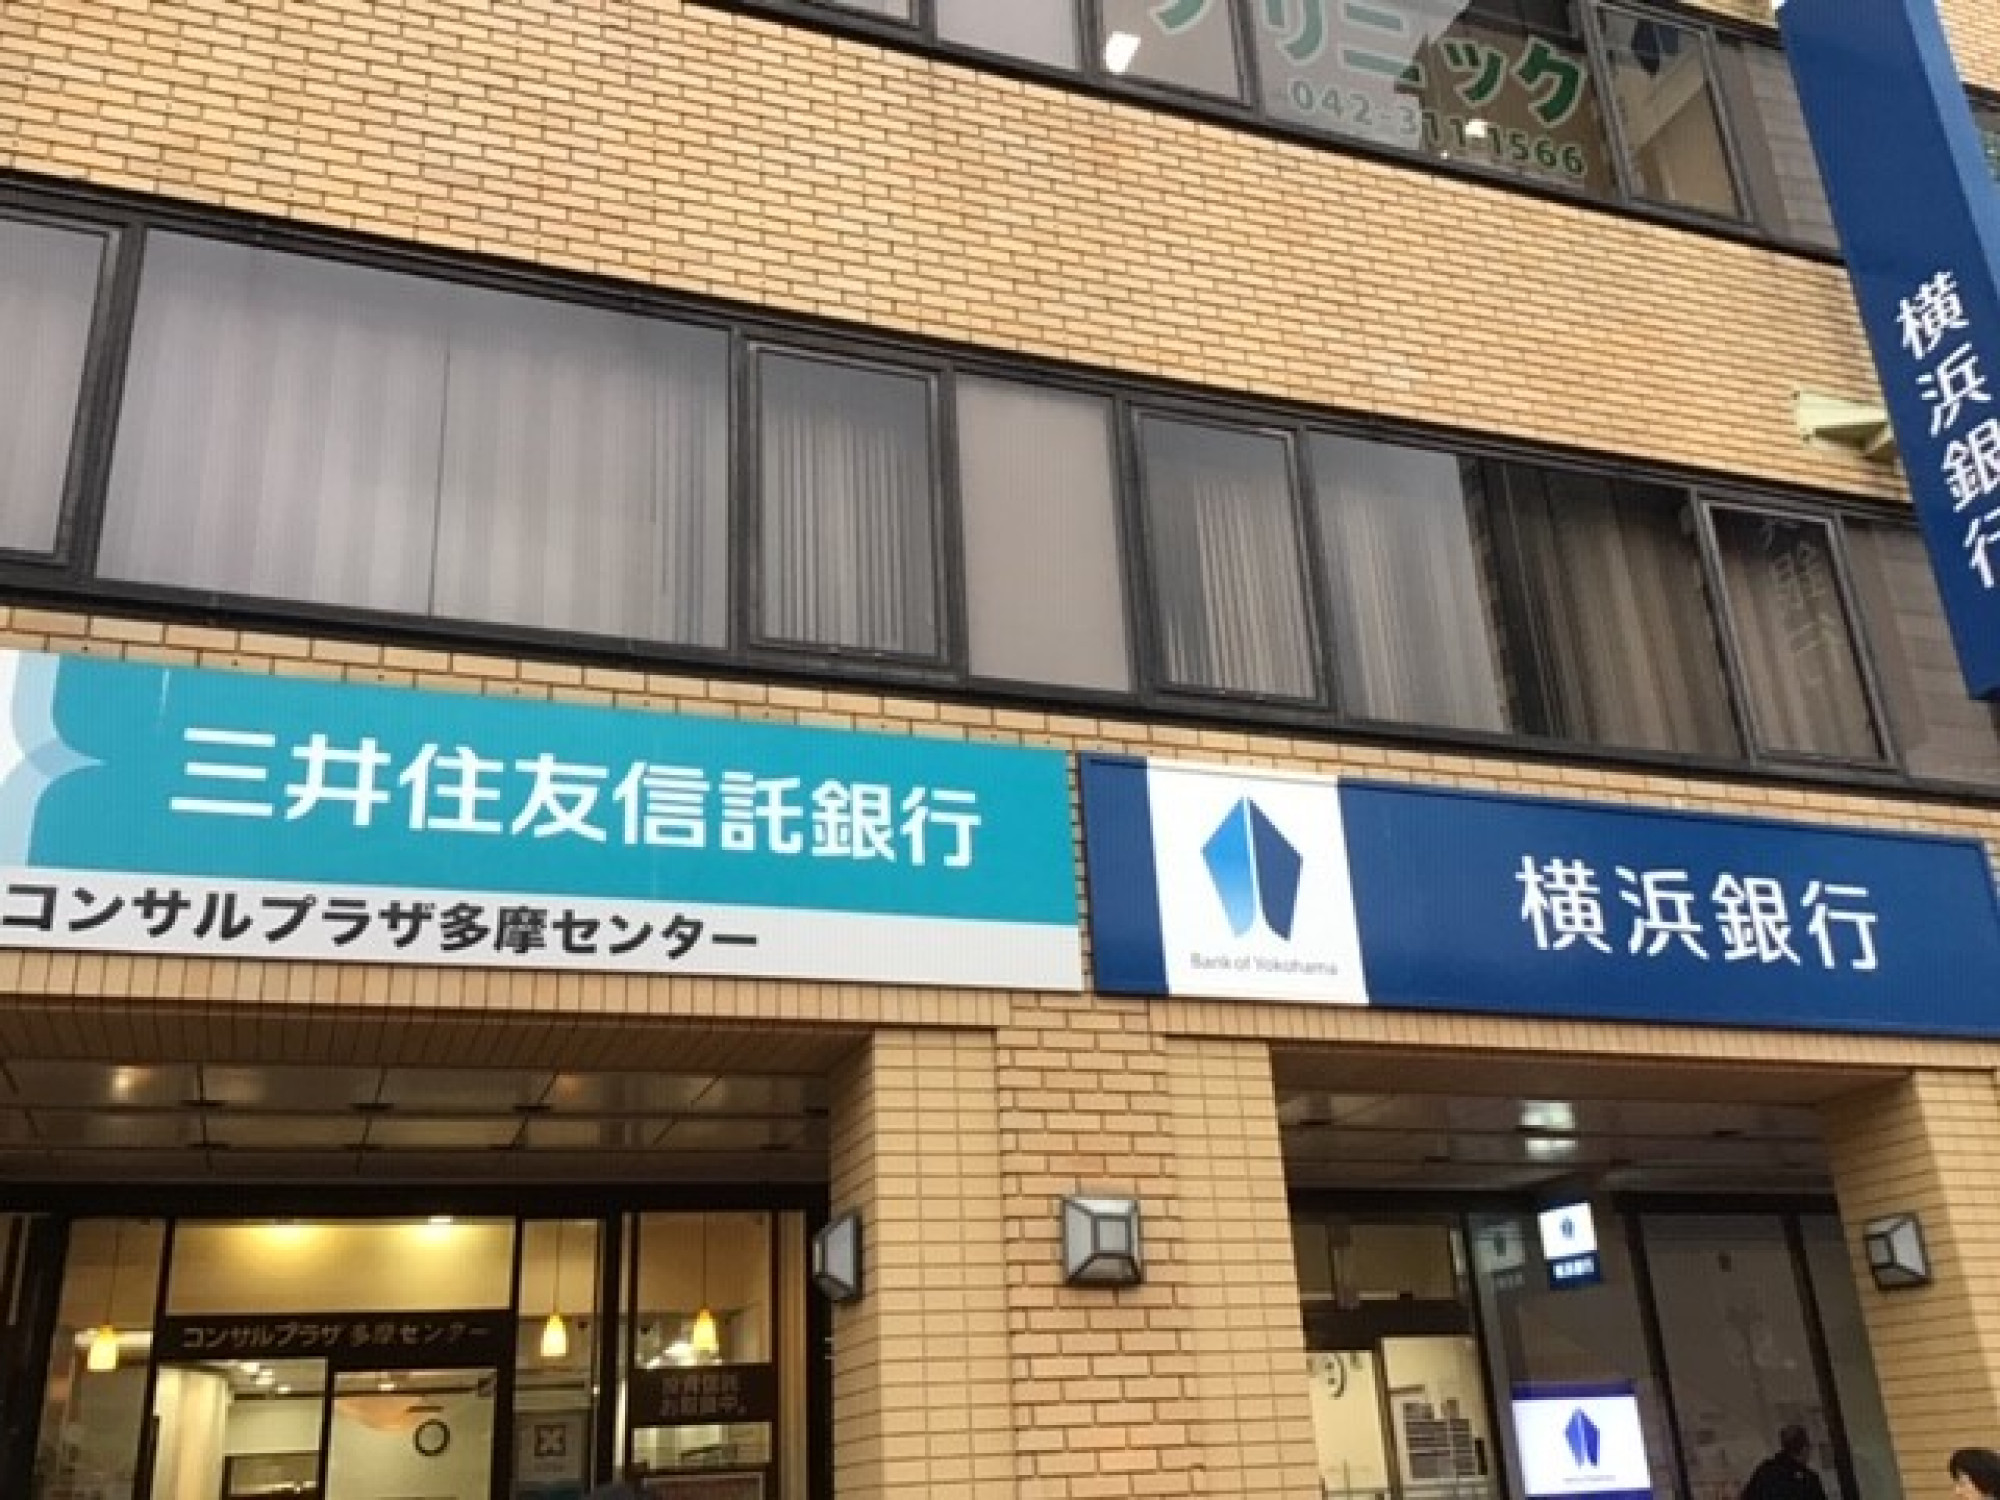 クリニック
042-311-1566
横浜銀行
三井住友信託銀行
コンサルプラザ多摩センター
横浜銀行
Bank of Yokohama
コンサルプラザ 多摩センター